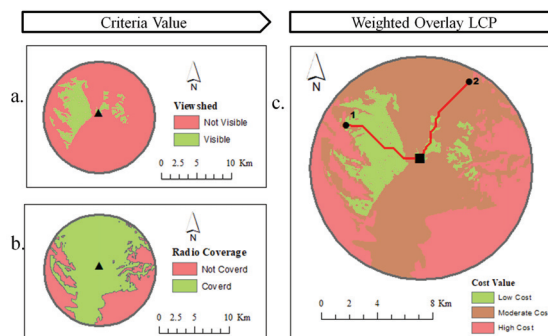 Criteria Value
Weighted Overlay LCP
a.
N
Viewshed
Not Visible
Visible
0 2.5 5 10 Km
b.
N
Radio Coverage
Not Coverd
Coverd
0 2.5 5 10 Km
c.
N
1
2
Cost Value
Low Cost
Moderate Cos
High Cost
0 2 4 8 Km